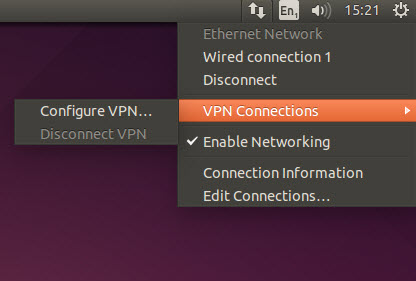 En1 15:21
Ethernet Network
Wired connection 1
Disconnect
VPN Connections
Configure VPN...
Disconnect VPN
Enable Networking
Connection Information
Edit Connections...